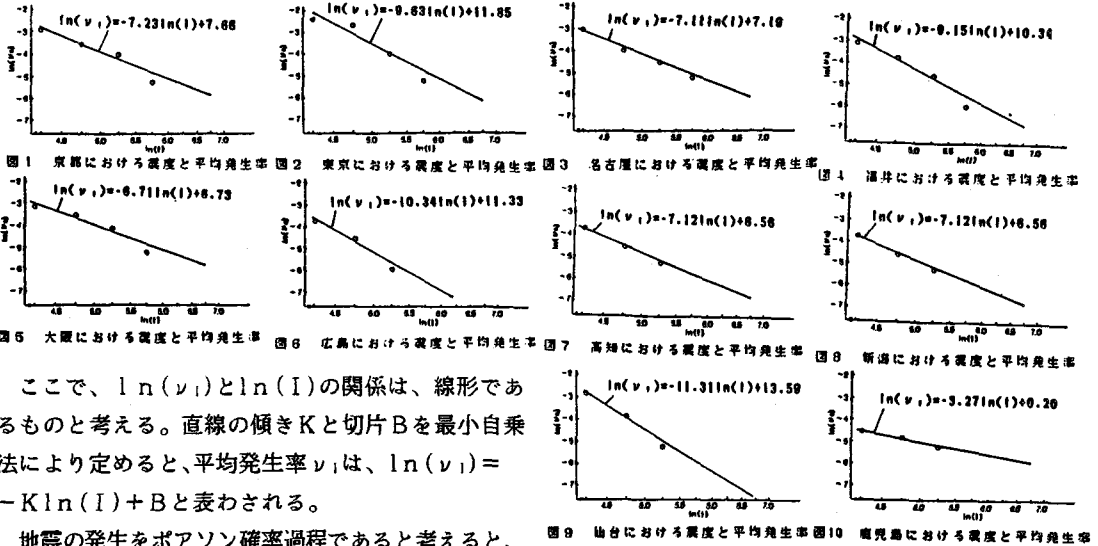 ln(ν₁)=-7.23ln(I)+7.66
ln(ν₁)=-9.63ln(I)+11.85
ln(ν₁)=-7.11ln(I)+7.19
ln(ν₁)=-9.15ln(I)+10.34
図1 京都における震度と平均発生率
図2 東京における震度と平均発生率
図3 名古屋における震度と平均発生率
図4 福井における震度と平均発生率
ln(ν₁)=-6.71ln(I)+6.73
ln(ν₁)=-10.34ln(I)+11.33
ln(ν₁)=-7.12ln(I)+6.56
ln(ν₁)=-7.12ln(I)+6.56
図5 大阪における震度と平均発生率
図6 広島における震度と平均発生率
図7 高知における震度と平均発生率
図8 新潟における震度と平均発生率
ここで、ln(ν₁)とln(I)の関係は、線形であ
るものと考える。直線の傾きKと切片Bを最小自乗
法により定めると、平均発生率ν₁は、ln(ν₁)=
-Kln(I)+Bと表わされる。
地震の発生をポアソン確率過程であると考えると、
ln(ν₁)=-11.31ln(I)+13.59
ln(ν₁)=-3.27ln(I)+0.20
図9 仙台における震度と平均発生率
図10 鹿児島における震度と平均発生率